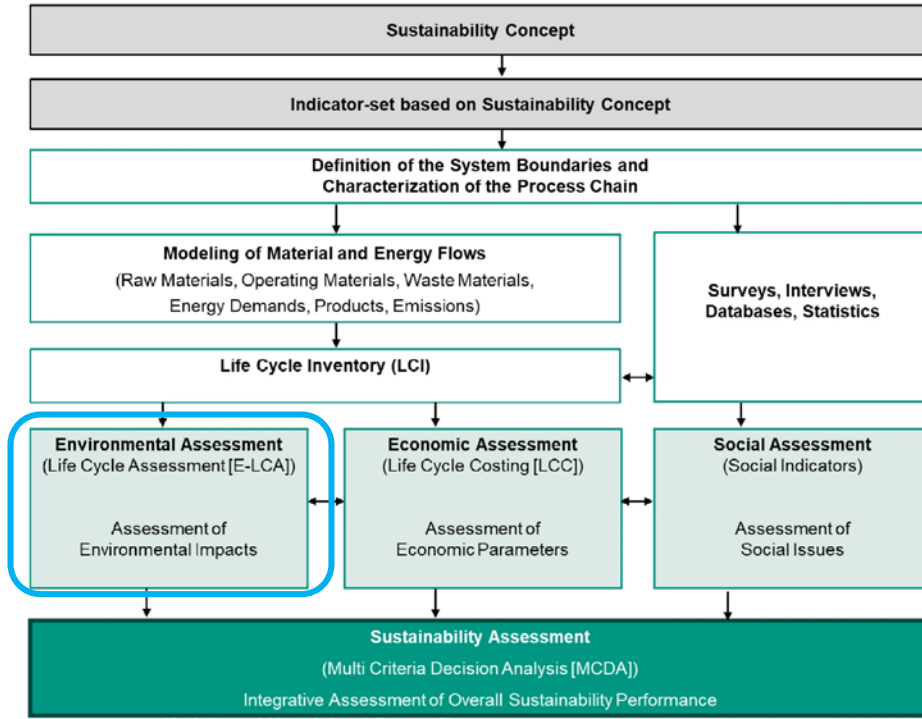 Sustainability Concept
Indicator-set based on Sustainability Concept
Definition of the System Boundaries and
Characterization of the Process Chain
Modeling of Material and Energy Flows
(Raw Materials, Operating Materials, Waste Materials,
Energy Demands, Products, Emissions)
Surveys, Interviews,
Databases, Statistics
Life Cycle Inventory (LCI)
Environmental Assessment
(Life Cycle Assessment [E-LCA])
Assessment of
Environmental Impacts
Economic Assessment
(Life Cycle Costing [LCC])
Assessment of
Economic Parameters
Social Assessment
(Social Indicators)
Assessment of
Social Issues
Sustainability Assessment
(Multi Criteria Decision Analysis [MCDA])
Integrative Assessment of Overall Sustainability Performance